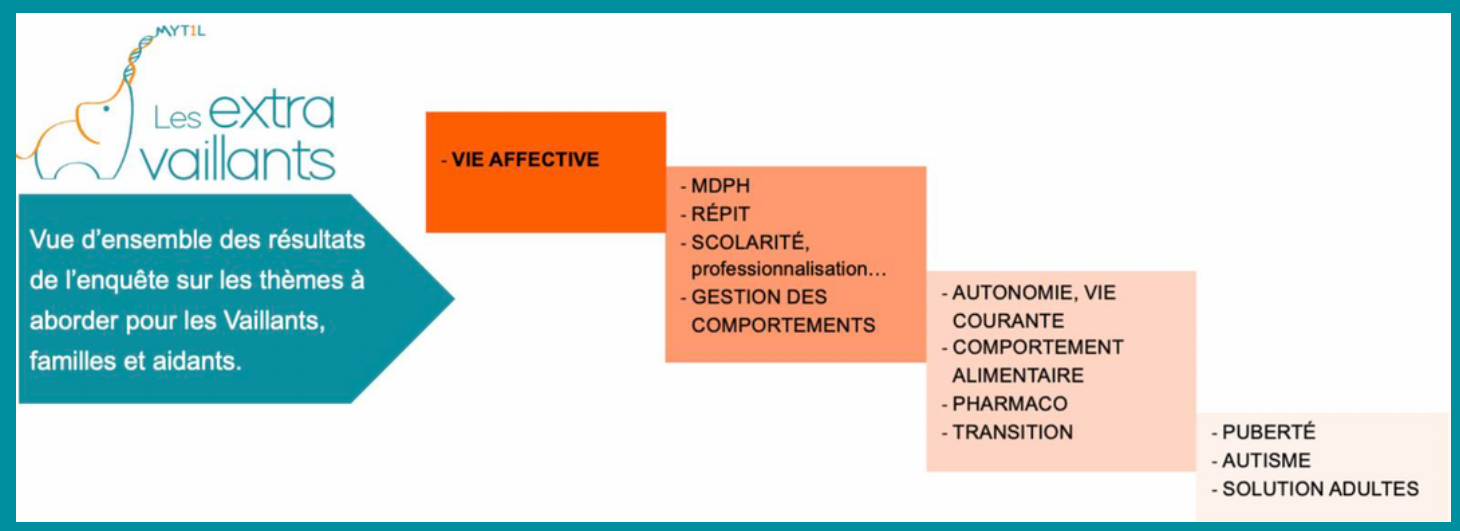 MYT1L
Les extra
vaillants
Vue d’ensemble des résultats
de l’enquête sur les thèmes à
aborder pour les Vaillants,
familles et aidants.
- VIE AFFECTIVE
- MDPH
- RÉPIT
- SCOLARITÉ,
professionnalisation…
- GESTION DES
COMPORTEMENTS
- AUTONOMIE, VIE
COURANTE
- COMPORTEMENT
ALIMENTAIRE
- PHARMACO
- TRANSITION
- PUBERTÉ
- AUTISME
- SOLUTION ADULTES